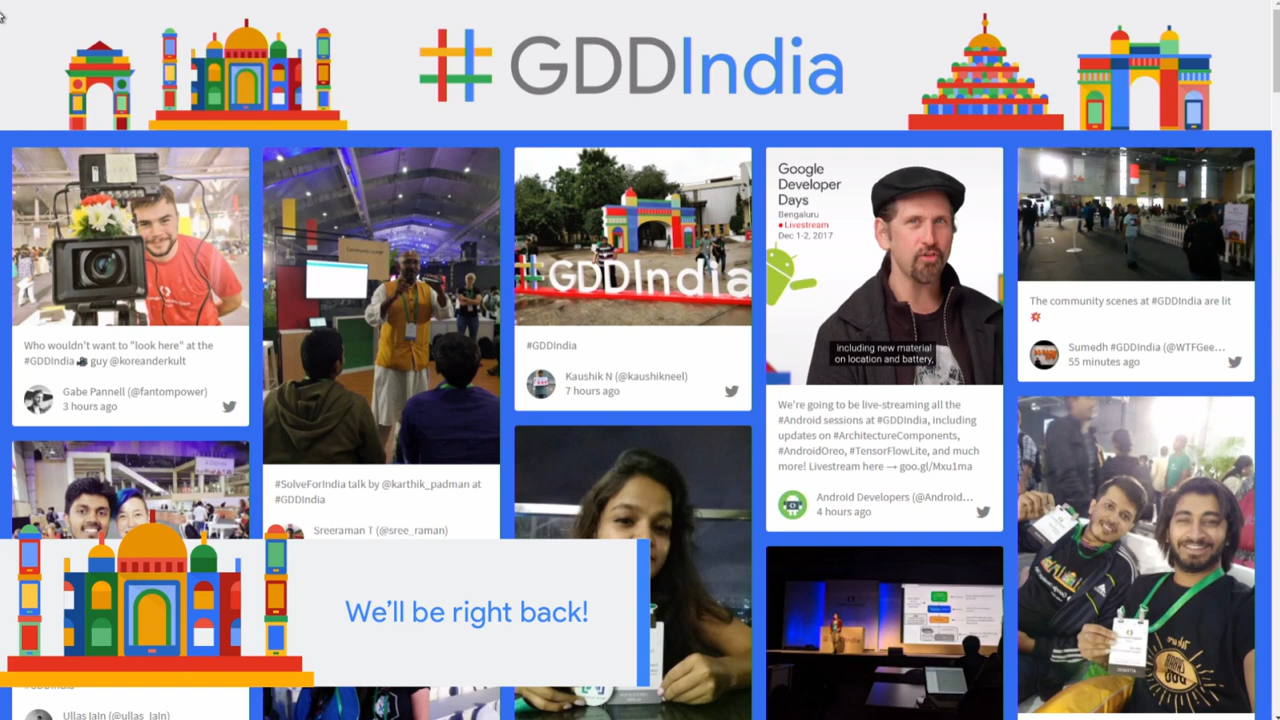 #GDDIndia
Who wouldn't want to "look here" at the
#GDDIndia 🎥 guy @koreanderkult
Gabe Pannell (@fantompower)
3 hours ago
#SolveForIndia talk by @karthik_padman at
#GDDIndia
Sreeraman T (@sree_raman)
#GDDIndia
#GDDIndia
Kaushik N (@kaushikneel)
7 hours ago
Google
Developer
Days
Bengaluru
Livestream
Dec 1-2, 2017
including new material
on location and battery,
We're going to be live-streaming all the
#Android sessions at #GDDIndia, including
updates on #ArchitectureComponents,
#AndroidOreo, #TensorFlowLite, and much
more! Livestream here → goo.gl/Mxu1ma
Android Developers (@Android...
4 hours ago
The community scenes at #GDDIndia are lit
💥
Sumedh #GDDIndia (@WTFGee...
55 minutes ago
We'll be right back!
Ullas Jain (@ullas_Jain)